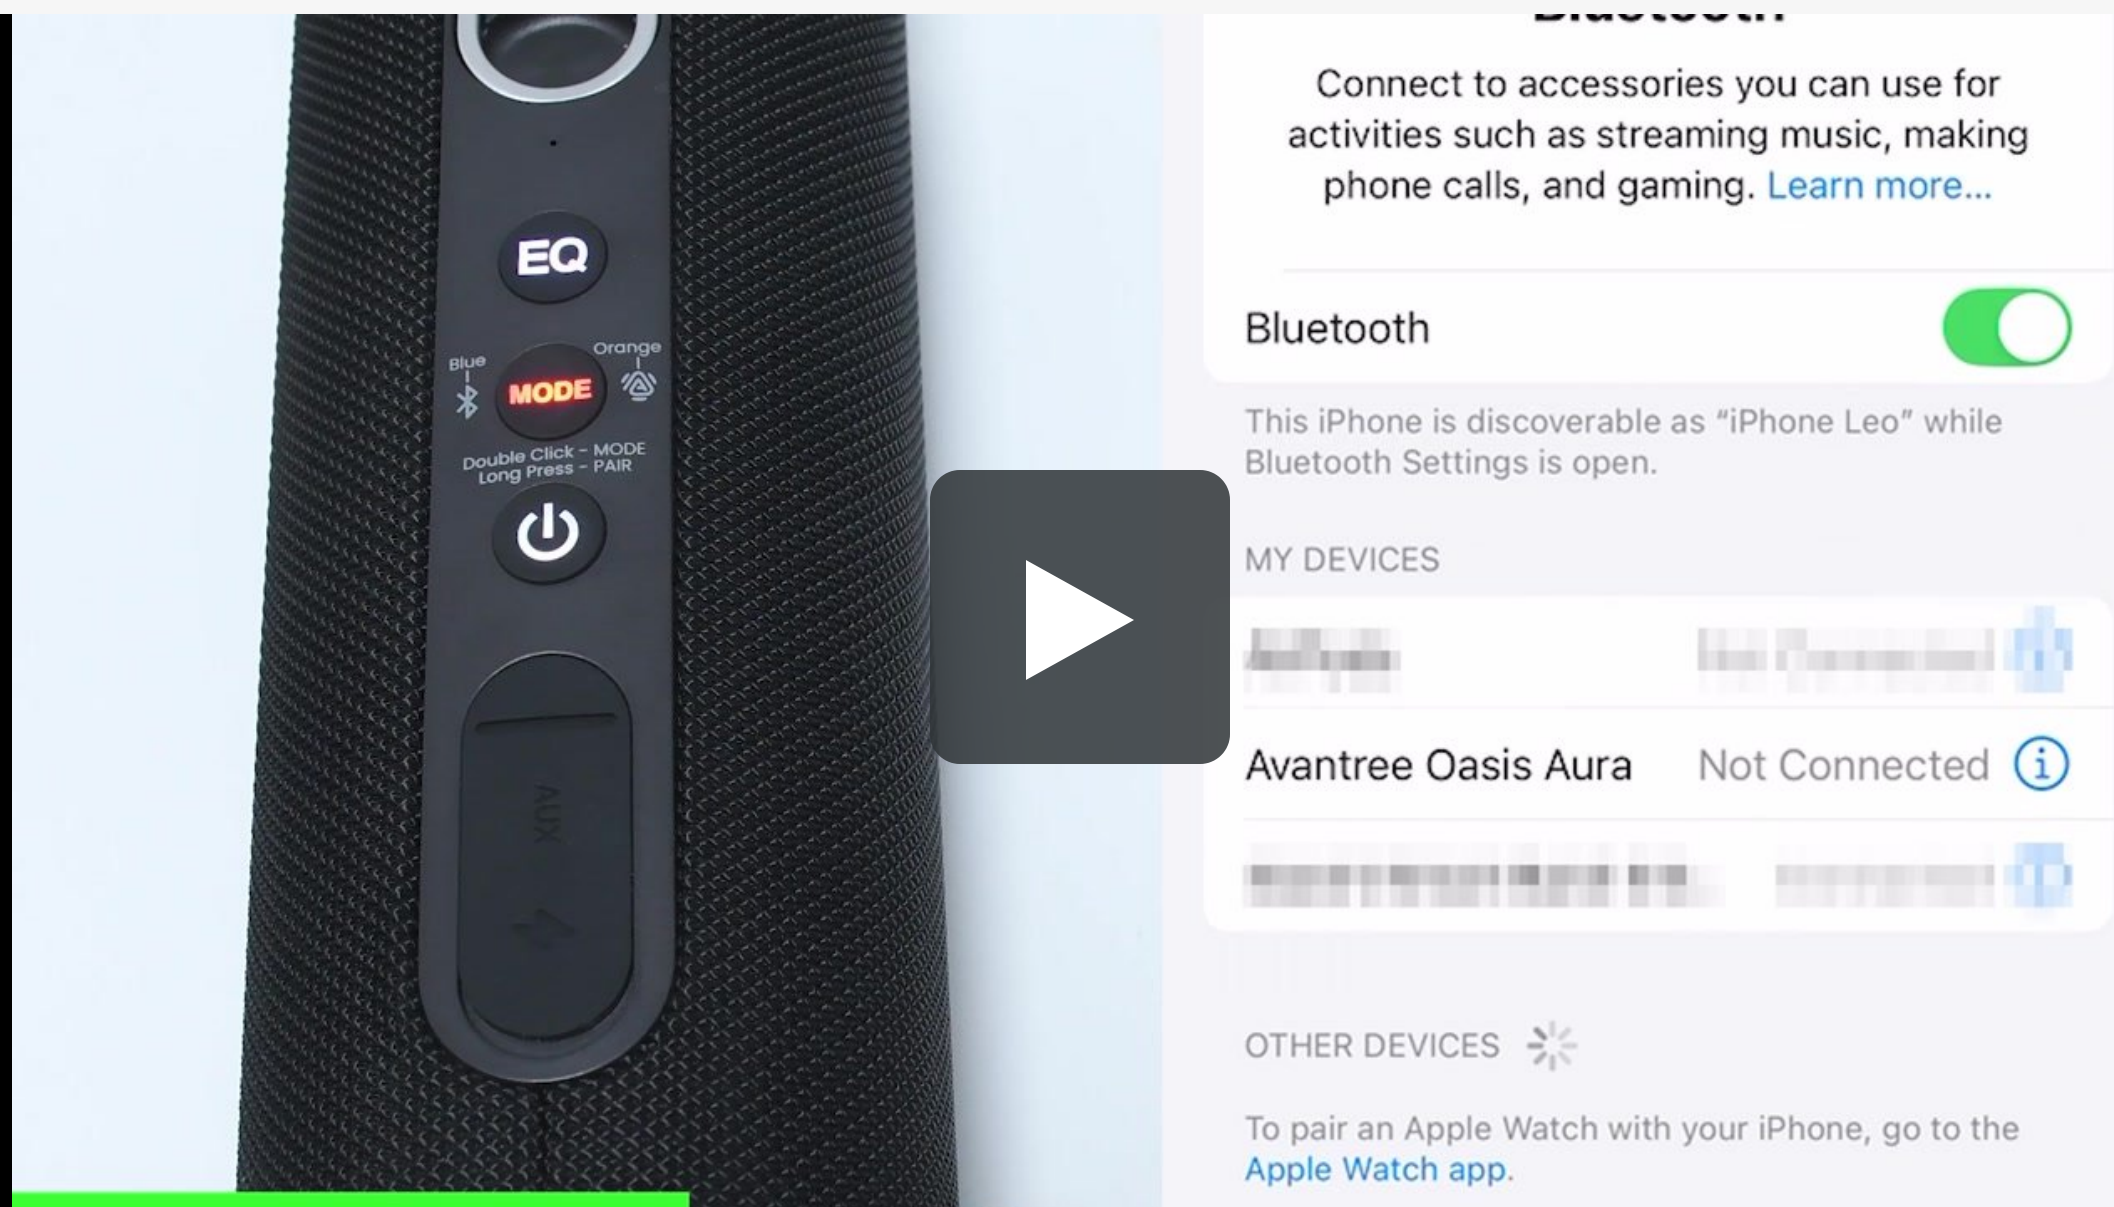 EQ
Blue
Orange
MODE
Double Click - MODE
Long Press - PAIR
AUX
Bluetooth
Connect to accessories you can use for
activities such as streaming music, making
phone calls, and gaming. Learn more...
Bluetooth
This iPhone is discoverable as “iPhone Leo” while
Bluetooth Settings is open.
MY DEVICES
Avantree Oasis Aura Not Connected
OTHER DEVICES
To pair an Apple Watch with your iPhone, go to the
Apple Watch app.